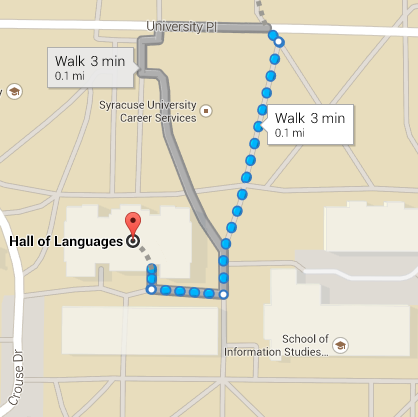 University Pl
Walk 3 min
0.1 mi
y
Syracuse University
Career Services
Walk 3 min
0.1 mi
Hall of Languages
School of
Information Studies...
Crouse Dr